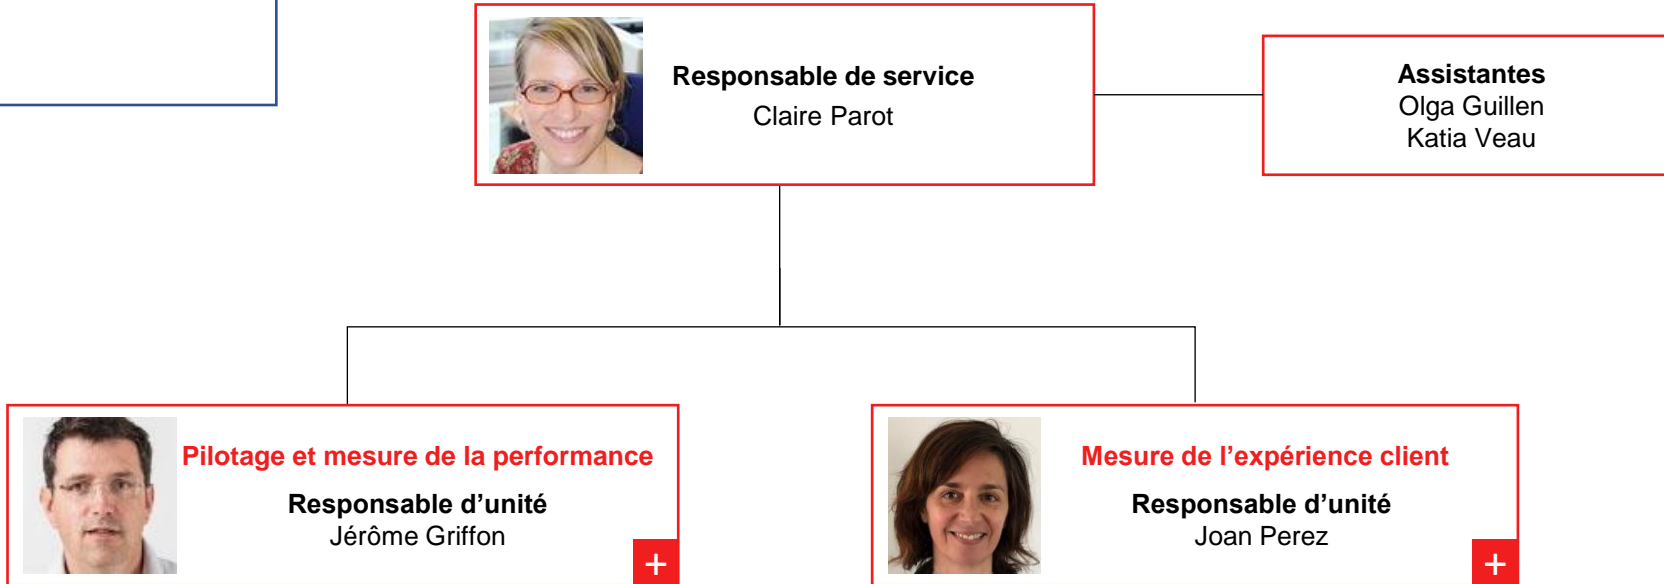 Responsable de service
Claire Parot
Assistantes
Olga Guillen
Katia Veau
Pilotage et mesure de la performance
Responsable d’unité
Jérôme Griffon
+
Mesure de l’expérience client
Responsable d’unité
Joan Perez
+